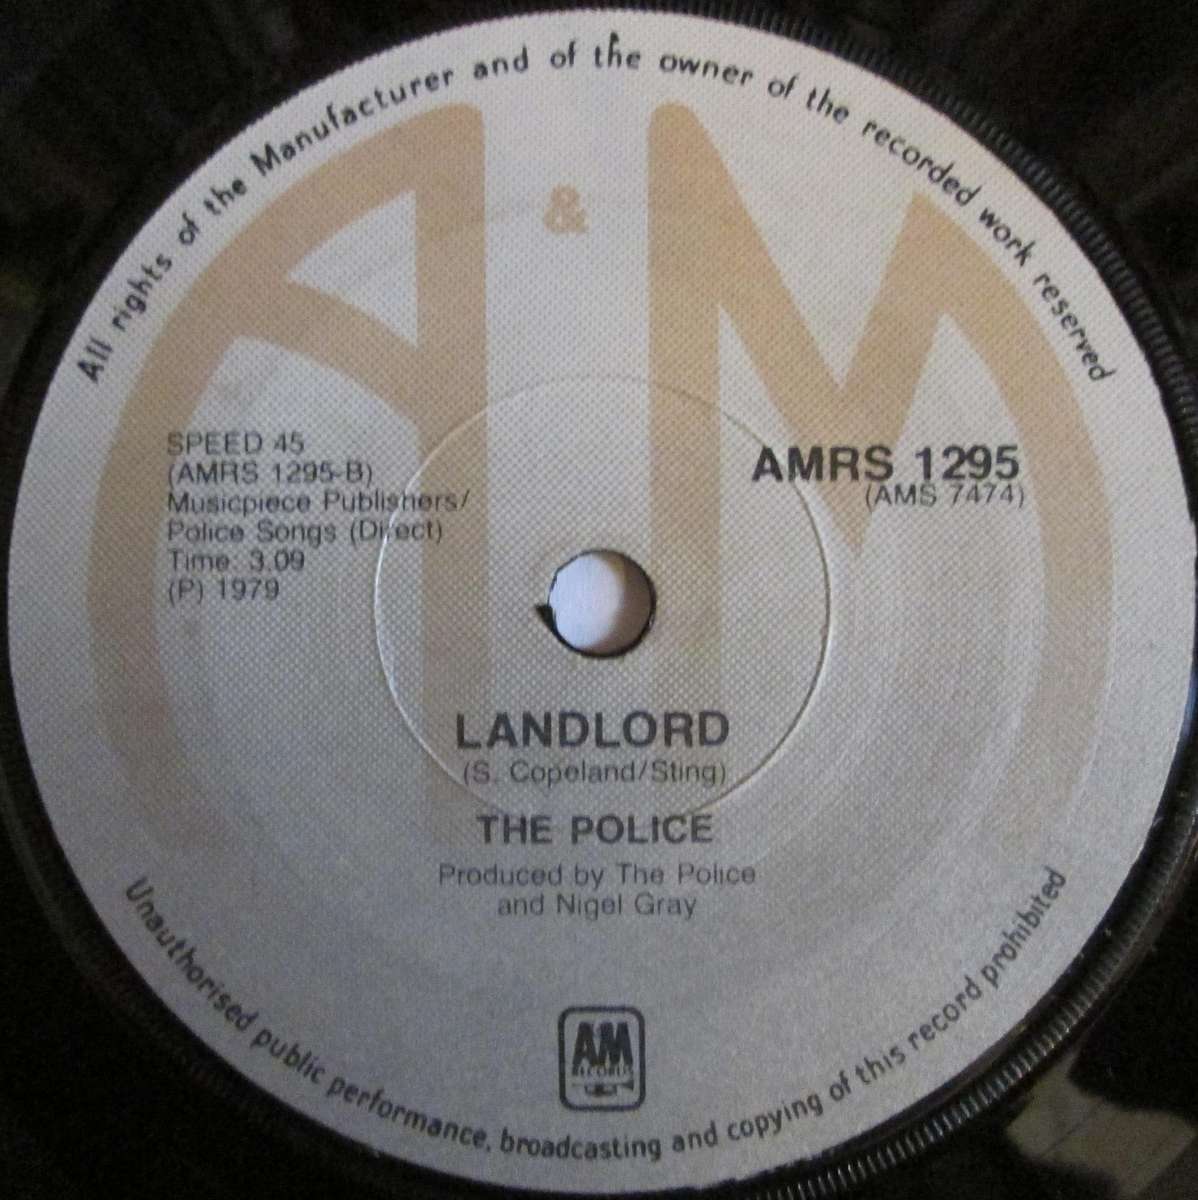 All rights of the Manufacturer and of the owner of the recorded work reserved
A & M
SPEED 45
(AMRS 1295-B)
Musicpiece Publishers/
Police Songs (Direct)
Time: 3.09
(P) 1979
AMRS 1295
(AMS 7474)
LANDLORD
(S. Copeland/Sting)
THE POLICE
Produced by The Police
and Nigel Gray
AM
RECORDS
Unauthorised public performance, broadcasting and copying of this record prohibited